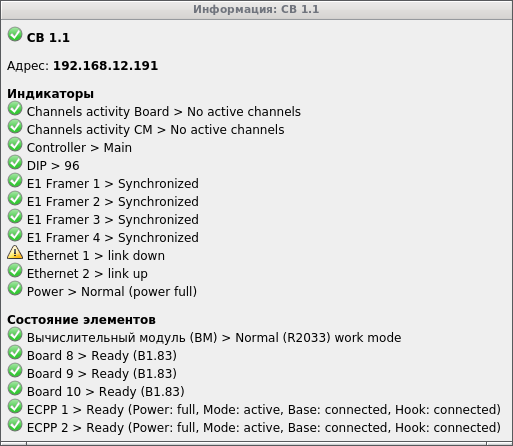 Информация: СВ 1.1
СВ 1.1
Адрес: 192.168.12.191
Индикаторы
Channels activity Board > No active channels
Channels activity CM > No active channels
Controller > Main
DIP > 96
E1 Framer 1 > Synchronized
E1 Framer 2 > Synchronized
E1 Framer 3 > Synchronized
E1 Framer 4 > Synchronized
Ethernet 1 > link down
Ethernet 2 > link up
Power > Normal (power full)
Состояние элементов
Вычислительный модуль (ВМ) > Normal (R2033) work mode
Board 8 > Ready (B1.83)
Board 9 > Ready (B1.83)
Board 10 > Ready (B1.83)
ECPP 1 > Ready (Power: full, Mode: active, Base: connected, Hook: connected)
ECPP 2 > Ready (Power: full, Mode: active, Base: connected, Hook: connected)